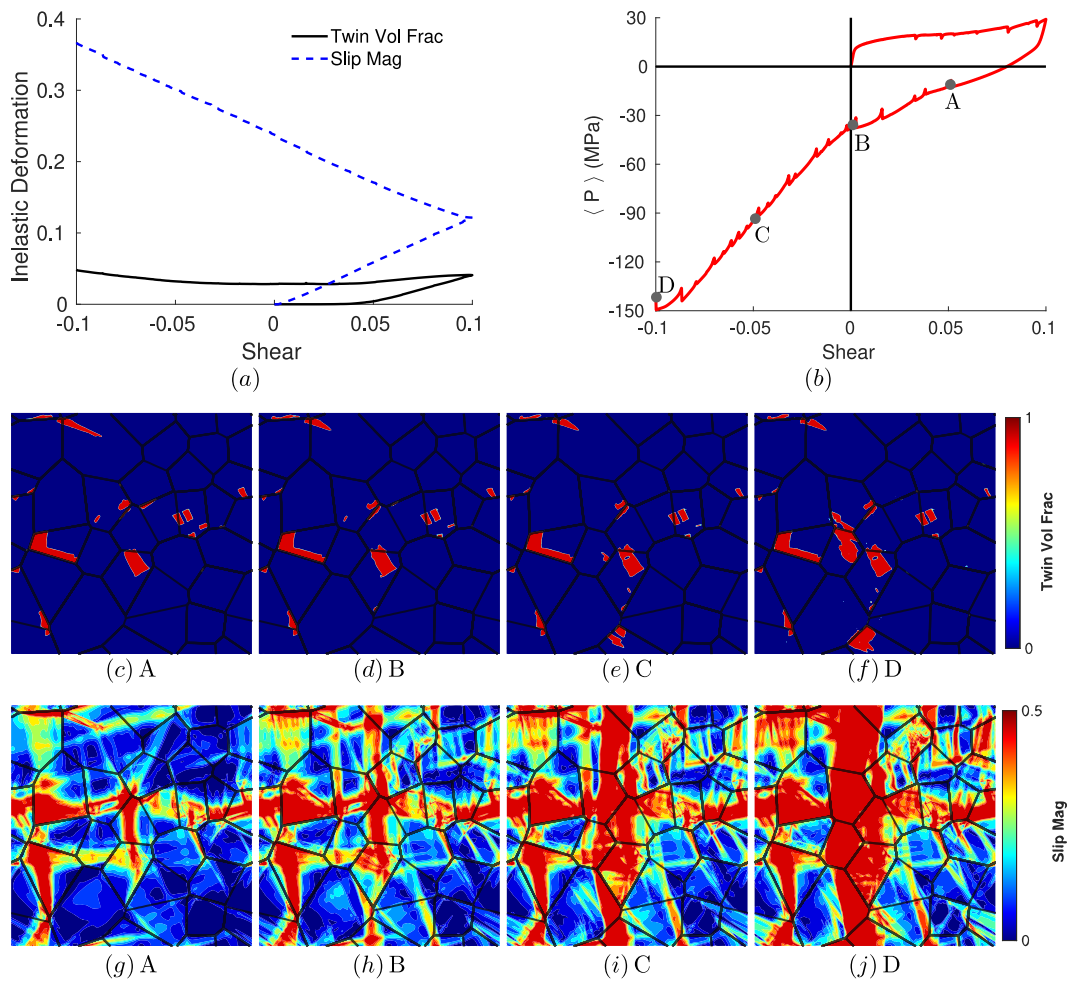 0.4
0.3
0.2
0.1
0
Inelastic Deformation
Twin Vol Frac
Slip Mag
-0.1
-0.05
0
0.05
0.1
Shear
(a)
30
0
-30
-60
-90
-120
-150
⟨ P ⟩ (MPa)
A
B
C
D
-0.1
-0.05
0
0.05
0.1
Shear
(b)
1
0
Twin Vol Frac
(c) A
(d) B
(e) C
(f) D
0.5
0
Slip Mag
(g) A
(h) B
(i) C
(j) D